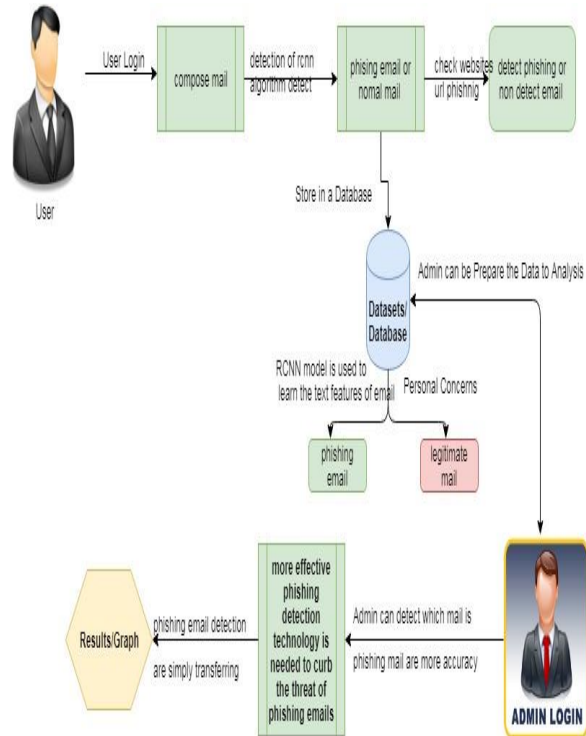 User Login
compose mail
detection of rcnn
algorithm detect
phising email or
nomal mail
check websites
url phishnig
detect phishing or
non detect email
User
Store in a Database
Admin can be Prepare the Data to Analysis
Datasets/
Database
RCNN model is used to
learn the text features of email
Personal Concerns
phishing
email
legitimate
mail
more effective
phishing
detection
technology is
needed to curb
the threat of
phishing emails
Results/Graph
phishing email detection
are simply transferring
Admin can detect which mail is
phishing mail are more accuracy
ADMIN LOGIN